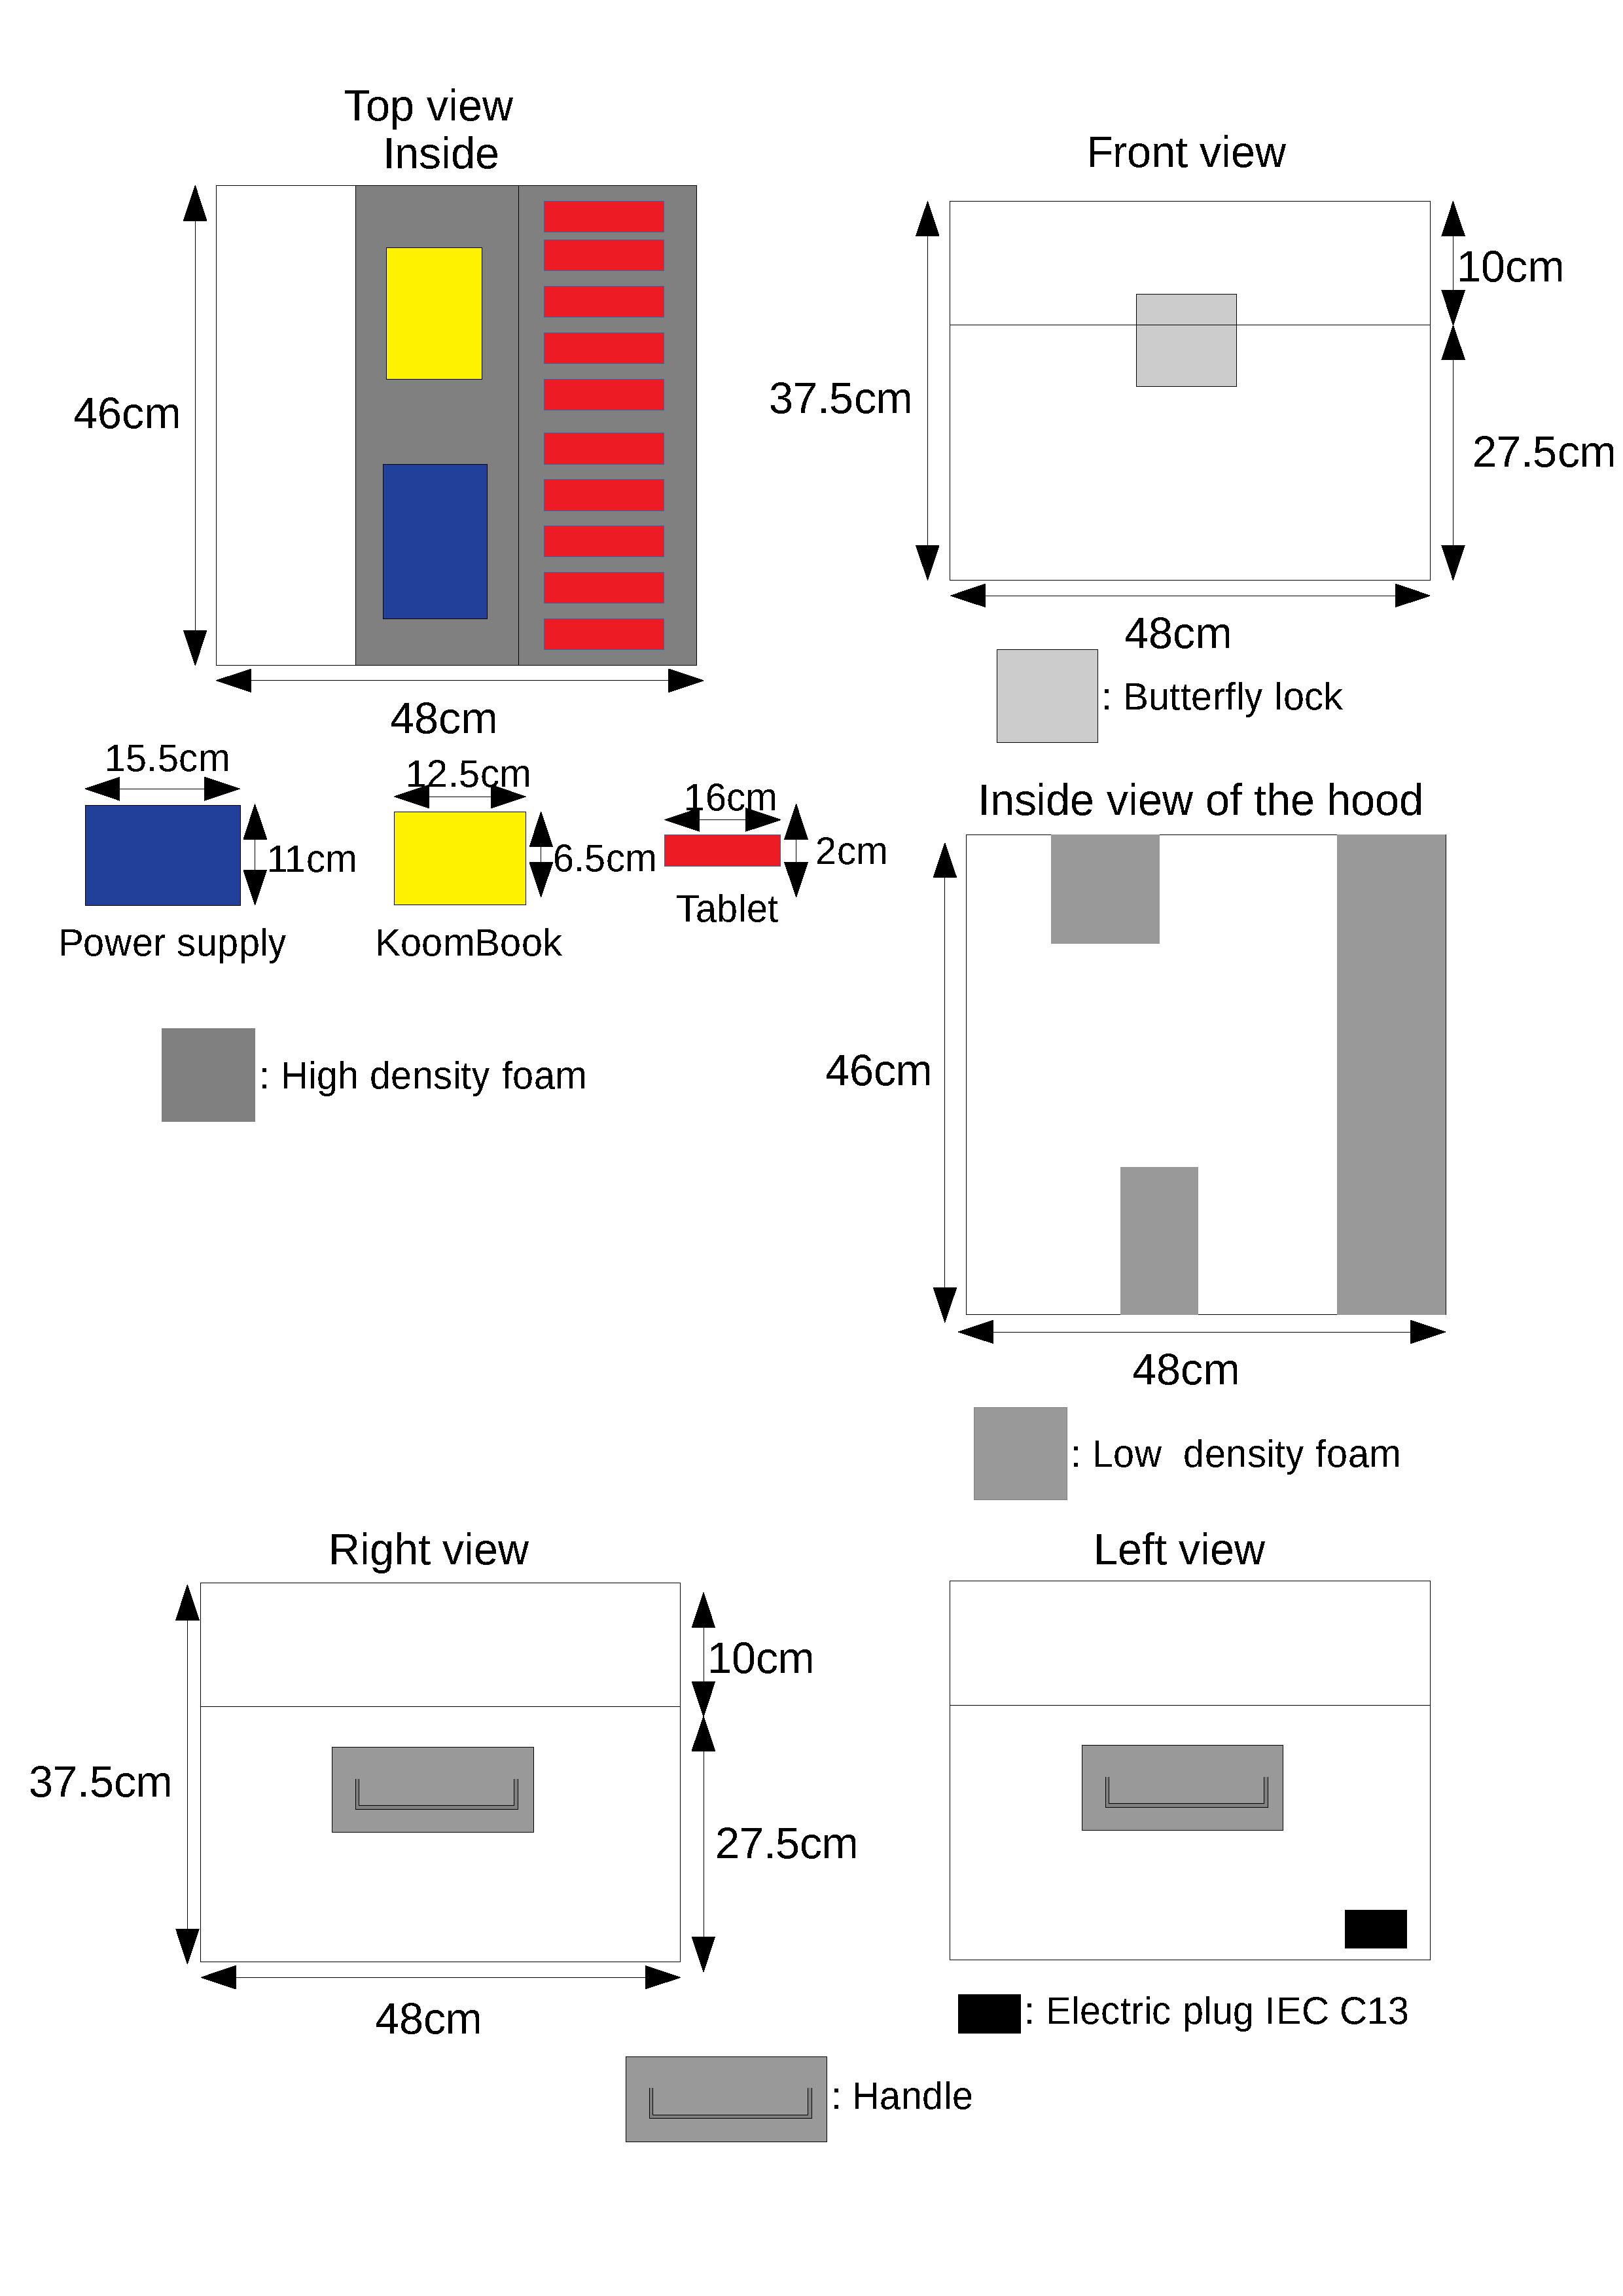 Top view
Inside
46cm
48cm
Front view
37.5cm
10cm
27.5cm
48cm
: Butterfly lock
15.5cm
11cm
Power supply
12.5cm
6.5cm
KoomBook
16cm
2cm
Tablet
: High density foam
Inside view of the hood
46cm
48cm
: Low  density foam
Right view
37.5cm
10cm
27.5cm
48cm
Left view
: Electric plug IEC C13
: Handle